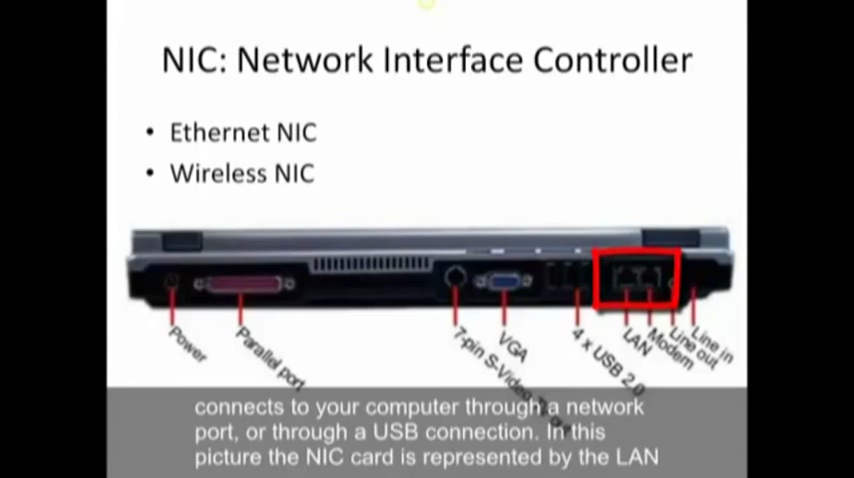 NIC: Network Interface Controller
• Ethernet NIC
• Wireless NIC
Power
Parallel port
7-pin S-Video
VGA
4 x USB 2.0
LAN
Modem
Line out
Line in
connects to your computer through a network
port, or through a USB connection. In this
picture the NIC card is represented by the LAN